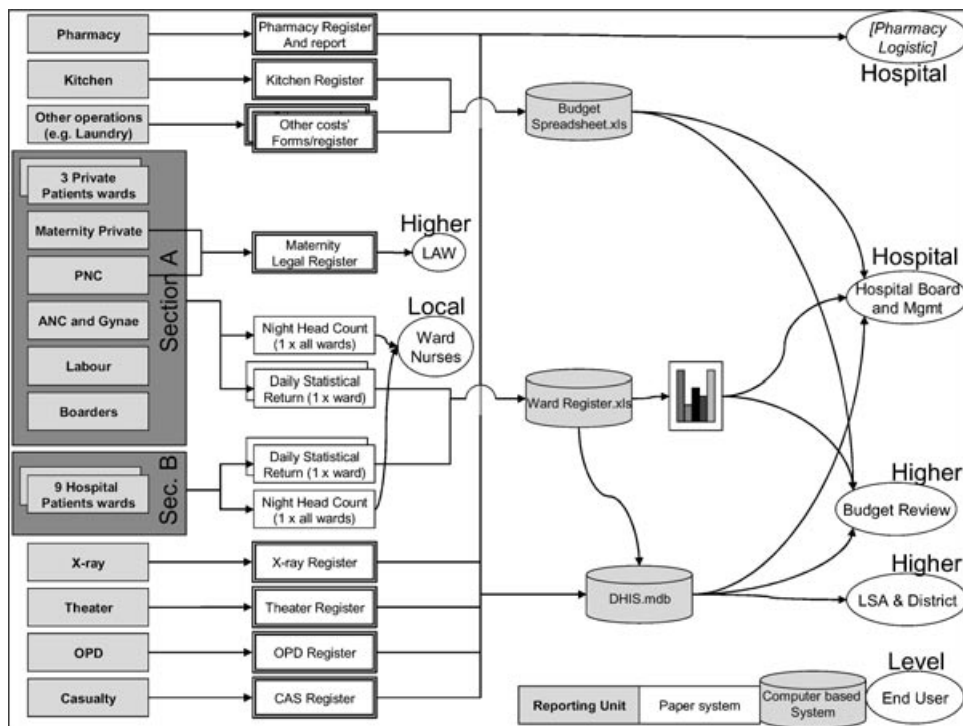 Pharmacy
Pharmacy Register
And report
[Pharmacy
Logistic]
Hospital
Kitchen
Kitchen Register
Other operations
(e.g. Laundry)
Other costs'
Forms/register
Budget
Spreadsheet.xls
Section A
3 Private
Patients wards
Maternity Private
PNC
ANC and Gynae
Labour
Boarders
Maternity
Legal Register
Higher
LAW
Local
Ward
Nurses
Night Head Count
(1 x all wards)
Daily Statistical
Return (1 x ward)
Ward Register.xls
Hospital
Hospital Board
and Mgmt
Sec. B
9 Hospital
Patients wards
Daily Statistical
Return (1 x ward)
Night Head Count
(1 x all wards)
Higher
Budget Review
X-ray
X-ray Register
Theater
Theater Register
DHIS.mdb
Higher
LSA & District
OPD
OPD Register
Casualty
CAS Register
Reporting Unit
Paper system
Computer based
System
Level
End User